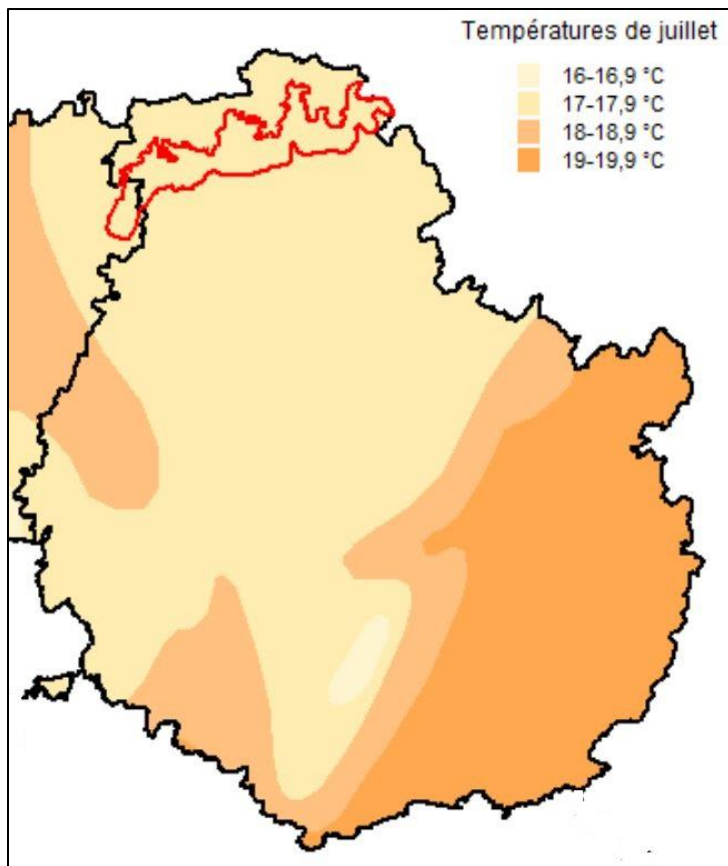 Températures de juillet
16-16,9 °C
17-17,9 °C
18-18,9 °C
19-19,9 °C